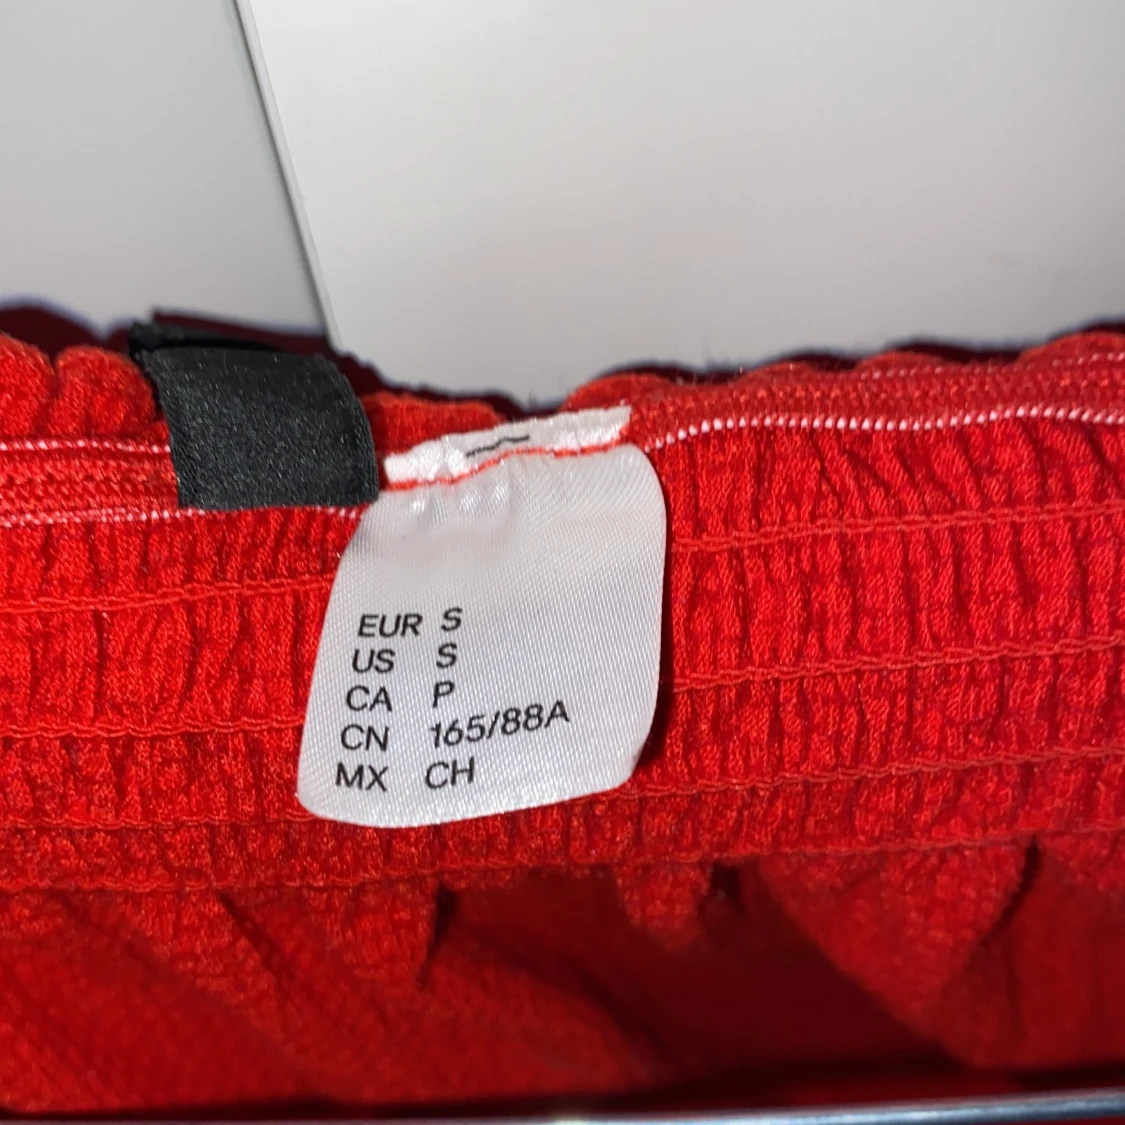 EUR S
US S
CA P
CN 165/88A
MX CH